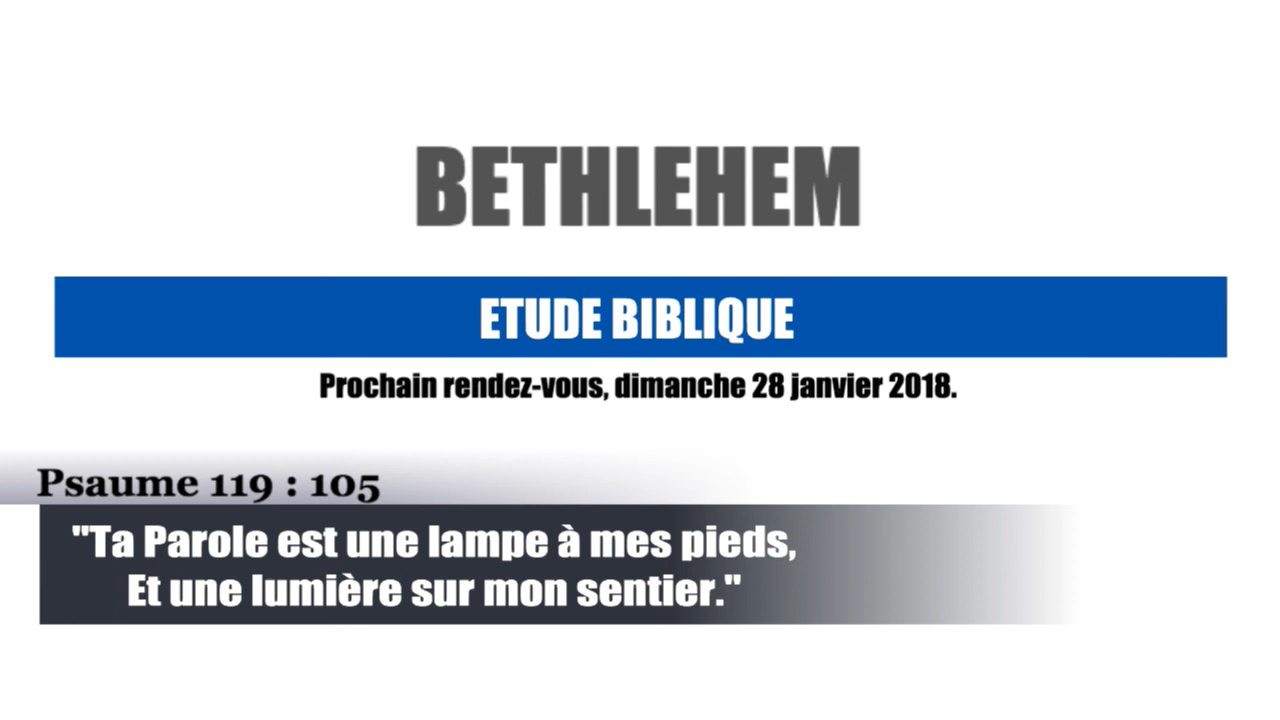 BETHLEHEM
ETUDE BIBLIQUE
Prochain rendez-vous, dimanche 28 janvier 2018.
Psaume 119 : 105
"Ta Parole est une lampe à mes pieds,
Et une lumière sur mon sentier."